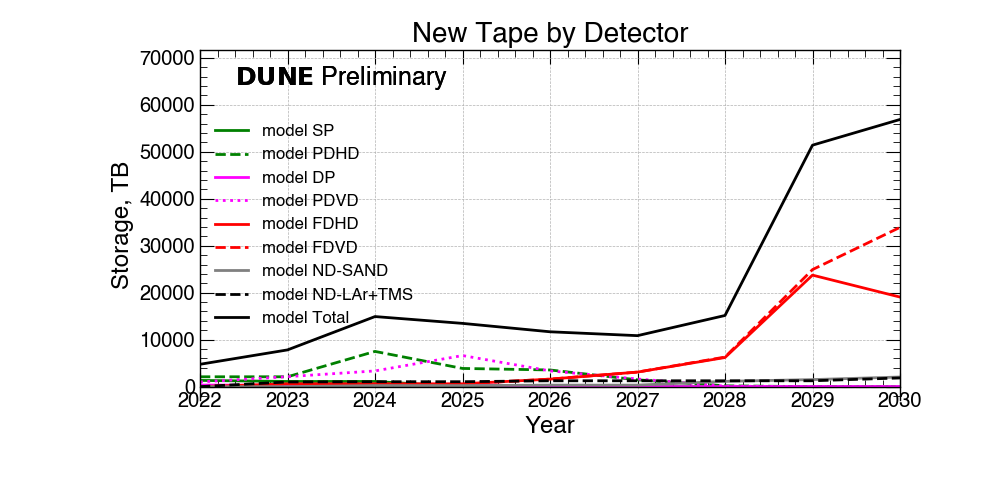 New Tape by Detector
DUNE Preliminary
70000
60000
50000
40000
30000
20000
10000
0
Storage, TB
model SP
model PDHD
model DP
model PDVD
model FDHD
model FDVD
model ND-SAND
model ND-LAr+TMS
model Total
2022 2023 2024 2025 2026 2027 2028 2029 2030
Year